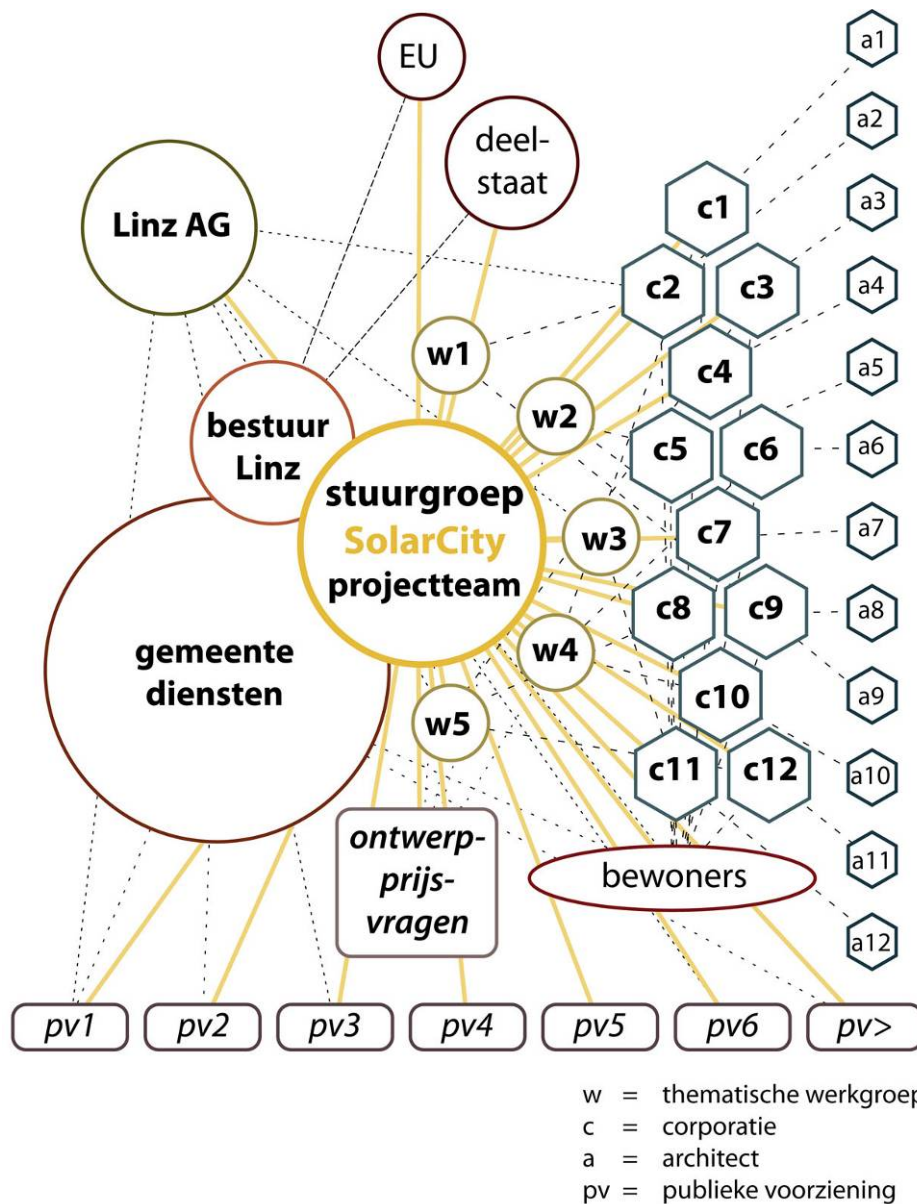 EU
deel-
staat
Linz AG
bestuur
Linz
stuurgroep
SolarCity
projectteam
gemeente
diensten
w1
w2
w3
w4
w5
c1
c2
c3
c4
c5
c6
c7
c8
c9
c10
c11
c12
a1
a2
a3
a4
a5
a6
a7
a8
a9
a10
a11
a12
ontwerp-
prijs-
vragen
bewoners
pv1
pv2
pv3
pv4
pv5
pv6
pv>
w = thematische werkgroep
c = corporatie
a = architect
pv = publieke voorziening